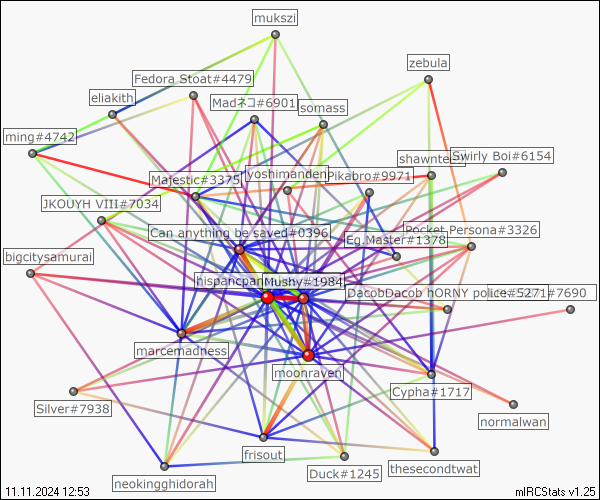 mukszi
zebula
Fedora Stoat#4479
eliakith
Madネコ#6901
somass
ming#4742
Swirly Boi#6154
Majestic#3375
yoshimanden
Pikabro#9971
JKOUYH VIII#7034
Can anything be saved#0396
Pocket Persona#3326
Eg.Master#1378
bigcitysamurai
Mushy#1984
DacobDacob hORNY police#5271#7690
marcemadness
moonraven
Cypha#1717
Silver#7938
normalwan
frisout
thesecondtwat
Duck#1245
neokingghidorah
11.11.2024 12:53
mIRCStats v1.25